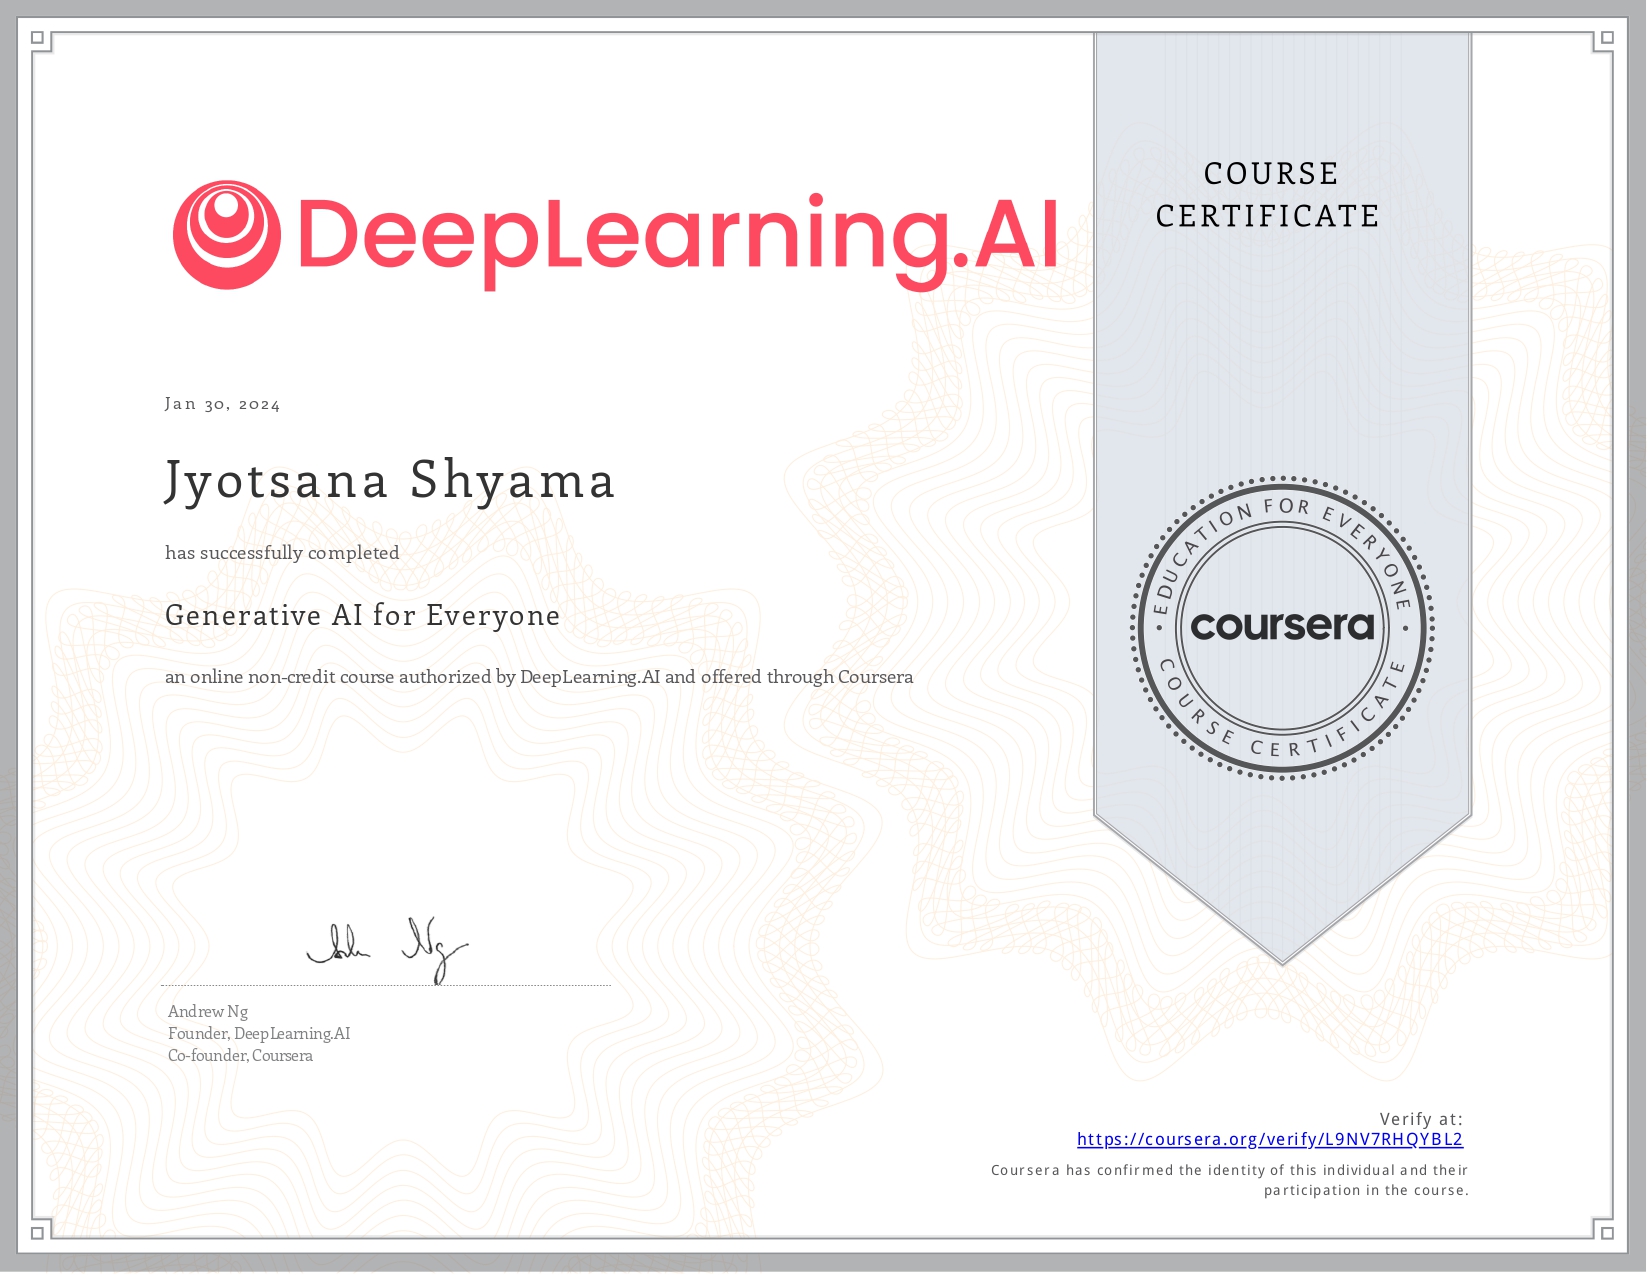 DeepLearning.AI
COURSE
CERTIFICATE
Jan 30, 2024
Jyotsana Shyama
has successfully completed
Generative AI for Everyone
an online non-credit course authorized by DeepLearning.AI and offered through Coursera
EDUCATION FOR EVERYONE
coursera
COURSE CERTIFICATE
Andrew Ng
Andrew Ng
Founder, DeepLearning.AI
Co-founder, Coursera
Verify at:
https://coursera.org/verify/L9NV7RHQYBL2
Coursera has confirmed the identity of this individual and their
participation in the course.